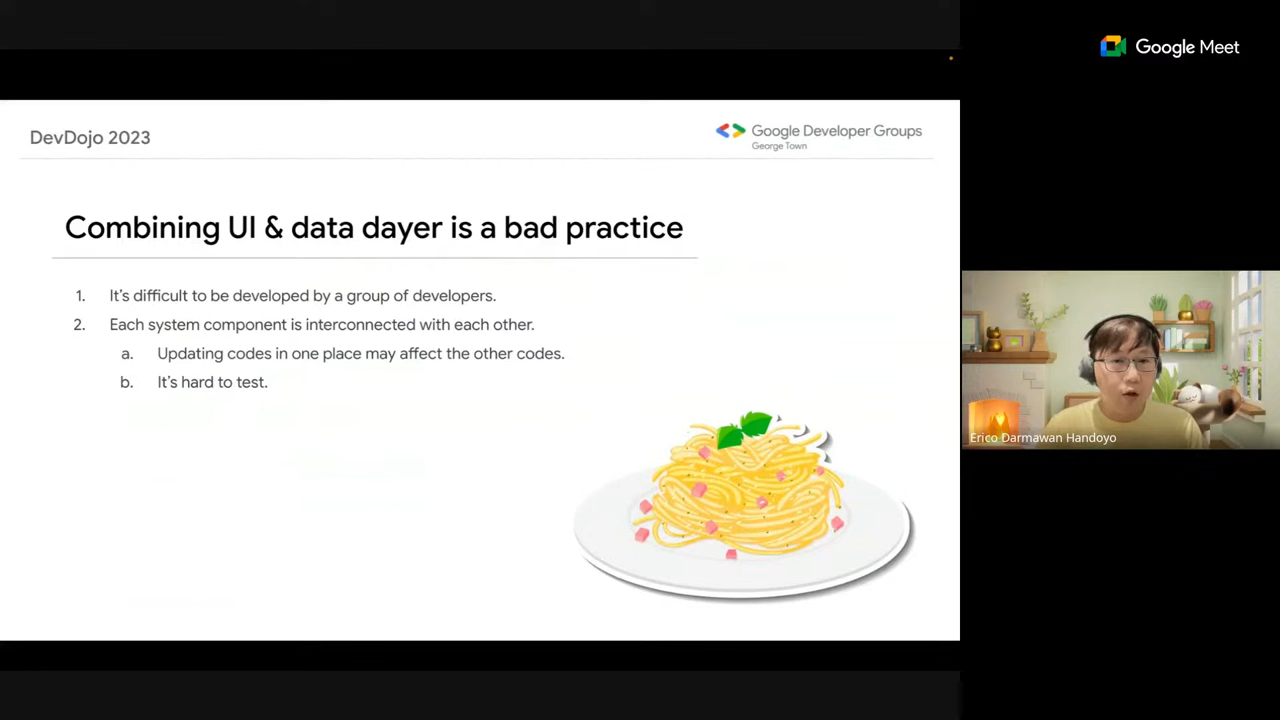 Google Meet
DevDojo 2023
Google Developer Groups
George Town
Combining UI & data dayer is a bad practice
1. It's difficult to be developed by a group of developers.
2. Each system component is interconnected with each other.
a. Updating codes in one place may affect the other codes.
b. It's hard to test.
Erico Darmawan Handoyo